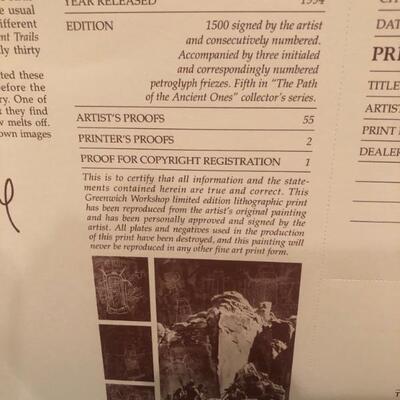 YEAR RELEASED 1994
EDITION 1500 signed by the artist
and consecutively numbered.
Accompanied by three initialed
and correspondingly numbered
petroglyph friezes. Fifth in "The Path
of the Ancient Ones" collector's series.
ARTIST'S PROOFS 55
PRINTER'S PROOFS 2
PROOF FOR COPYRIGHT REGISTRATION 1
This is to certify that all information and the state-
ments contained herein are true and correct. This
Greenwich Workshop limited edition lithographic print
has been reproduced from the artist's original painting
and has been personally approved and signed by the
artist. All plates and negatives used in the production
of this print have been destroyed, and this painting will
never be reproduced in any other fine art print form.
e usual
ifferent
nt Trails
ly thirty
ted these
efore the
ry. One of
t they find
w melts off.
own images
DAT
PRI
TITLE
ARTIS
PRINT
DEALER